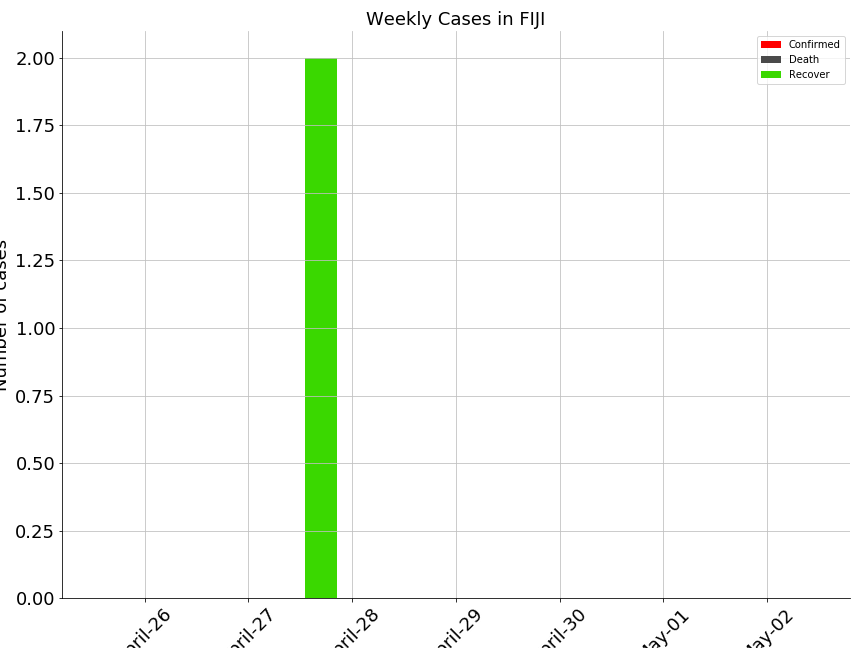 Weekly Cases in FIJI
Confirmed
Death
Recover
2.00
1.75
1.50
1.25
1.00
0.75
0.50
0.25
0.00
Number of cases
pril-26
pril-27
pril-28
pril-29
pril-30
May-01
May-02